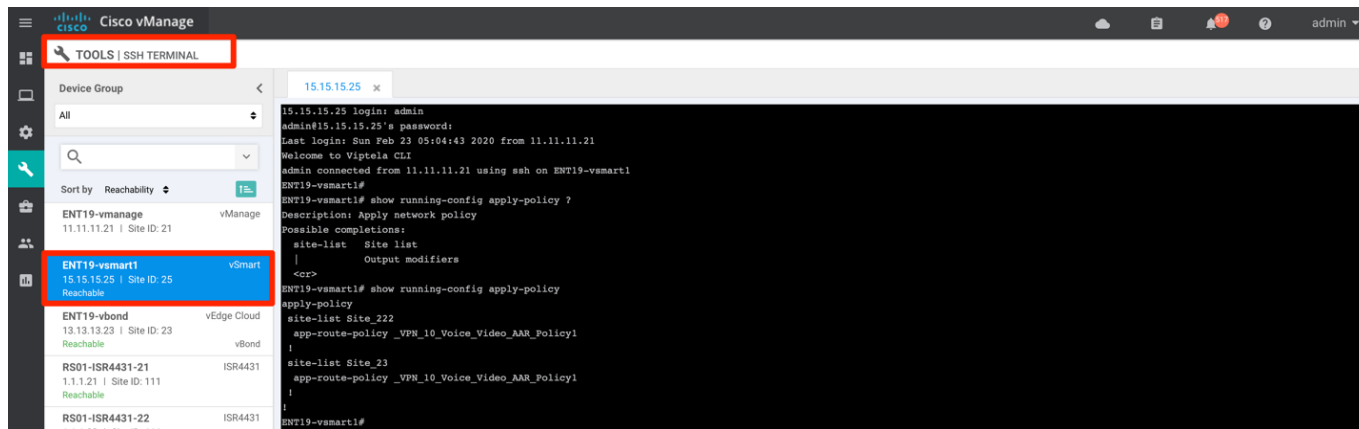 cisco Cisco vManage
517
admin
TOOLS | SSH TERMINAL
Device Group
All
Sort by Reachability
ENT19-vmanage vManage
11.11.11.21 | Site ID: 21
ENT19-vsmart1 vSmart
15.15.15.25 | Site ID: 25
Reachable
ENT19-vbond vEdge Cloud
13.13.13.23 | Site ID: 23
Reachable vBond
RS01-ISR4431-21 ISR4431
1.1.1.21 | Site ID: 111
Reachable
RS01-ISR4431-22 ISR4431
15.15.15.25 x
15.15.15.25 login: admin
admin@15.15.15.25's password:
Last login: Sun Feb 23 05:04:43 2020 from 11.11.11.21
Welcome to Viptela CLI
admin connected from 11.11.11.21 using ssh on ENT19-vsmart1
ENT19-vsmart1#
ENT19-vsmart1# show running-config apply-policy ?
Description: Apply network policy
Possible completions:
site-list Site list
| Output modifiers
<cr>
ENT19-vsmart1# show running-config apply-policy
apply-policy
site-list Site_222
app-route-policy _VPN_10_Voice_Video_AAR_Policy1
!
site-list Site_23
app-route-policy _VPN_10_Voice_Video_AAR_Policy1
!
!
ENT19-vsmart1#